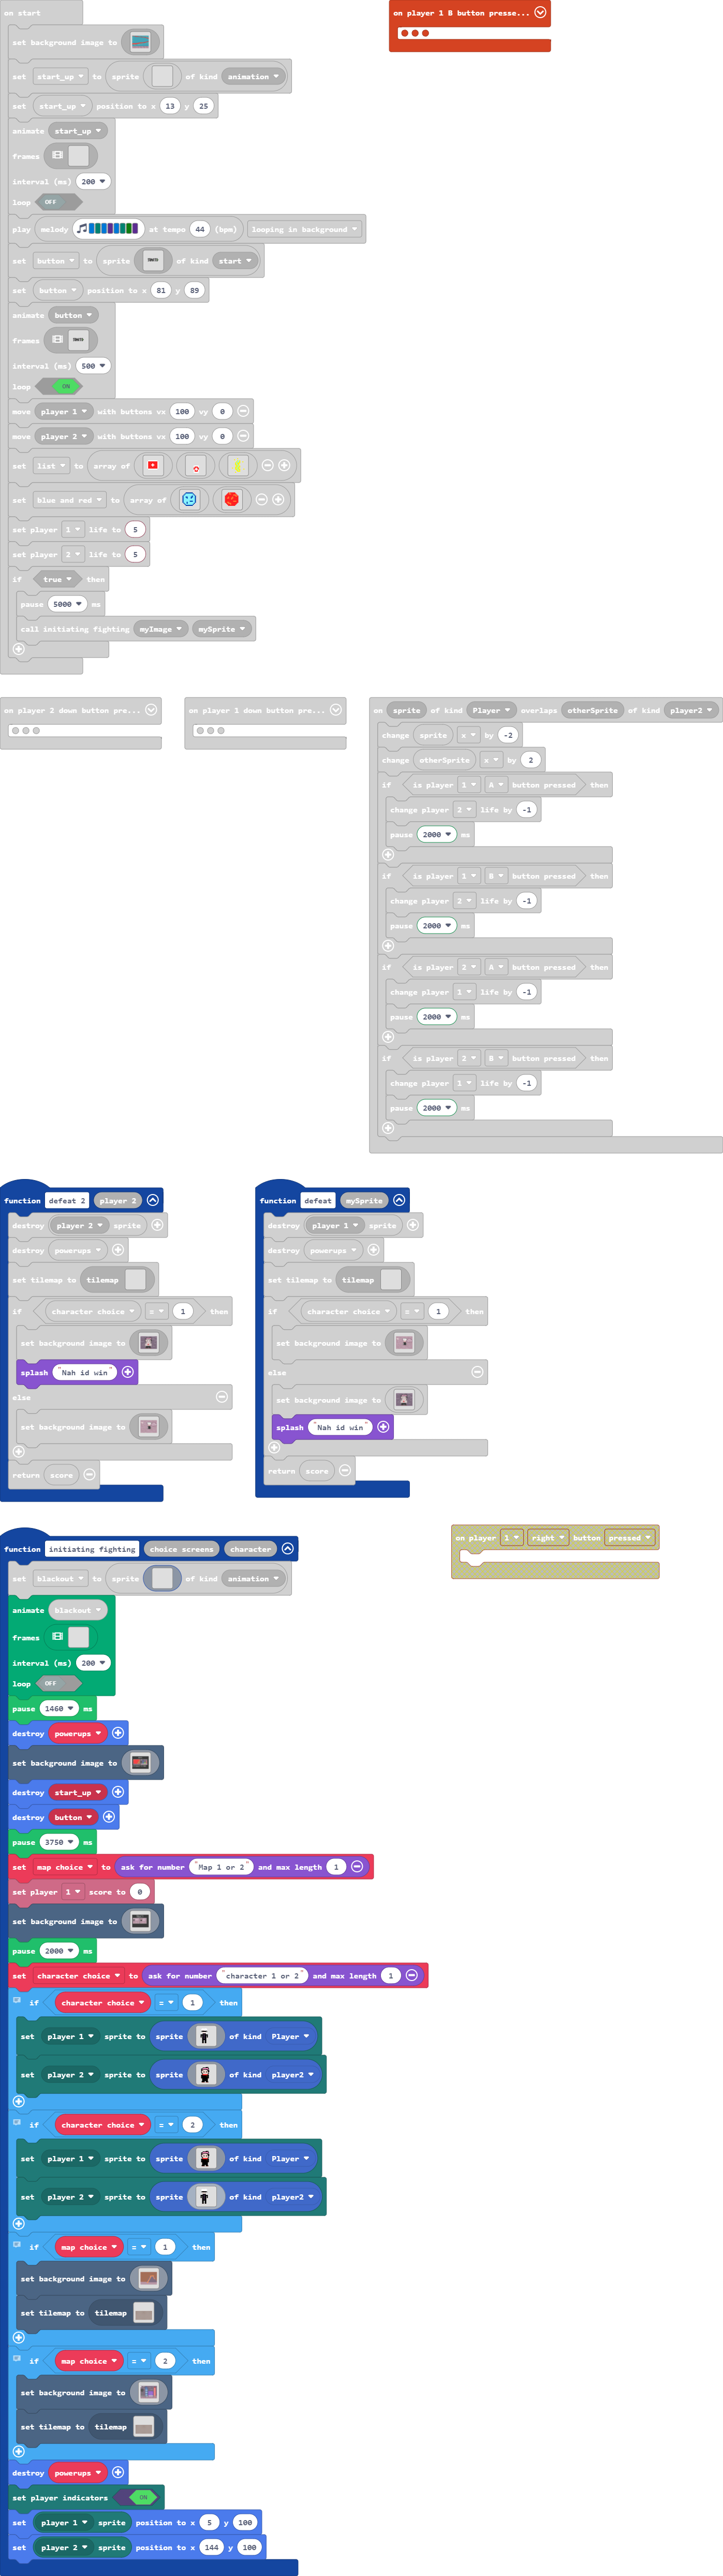 on start
on player 1 B button presse...
set background image to
set start_up to sprite of kind animation
set start_up position to x 13 y 25
animate start_up
frames
interval (ms) 200
loop OFF
play melody at tempo 44 (bpm) looping in background
set button to sprite of kind start
set button position to x 81 y 89
animate button
frames
interval (ms) 500
loop ON
move player 1 with buttons vx 100 vy 0
move player 2 with buttons vx 100 vy 0
set list to array of
set blue and red to array of
set player 1 life to 5
set player 2 life to 5
if true then
pause 5000 ms
call initiating fighting myImage mySprite
on player 2 down button pre...
on player 1 down button pre...
on sprite of kind Player overlaps otherSprite of kind player2
change sprite x by -2
change otherSprite x by 2
if is player 1 A button pressed then
change player 2 life by -1
pause 2000 ms
if is player 1 B button pressed then
change player 2 life by -1
pause 2000 ms
if is player 2 A button pressed then
change player 1 life by -1
pause 2000 ms
if is player 2 B button pressed then
change player 1 life by -1
pause 2000 ms
function defeat 2 player 2
destroy player 2 sprite
destroy powerups
set tilemap to tilemap
if character choice = 1 then
set background image to
splash "Nah id win"
else
set background image to
return score
function defeat mySprite
destroy player 1 sprite
destroy powerups
set tilemap to tilemap
if character choice = 1 then
set background image to
else
set background image to
splash "Nah id win"
return score
function initiating fighting choice screens character
on player 1 right button pressed
set blackout to sprite of kind animation
animate blackout
frames
interval (ms) 200
loop OFF
pause 1460 ms
destroy powerups
set background image to
destroy start_up
destroy button
pause 3750 ms
set map choice to ask for number "Map 1 or 2" and max length 1
set player 1 score to 0
set background image to
pause 2000 ms
set character choice to ask for number "character 1 or 2" and max length 1
if character choice = 1 then
set player 1 sprite to sprite of kind Player
set player 2 sprite to sprite of kind player2
if character choice = 2 then
set player 1 sprite to sprite of kind Player
set player 2 sprite to sprite of kind player2
if map choice = 1 then
set background image to
set tilemap to tilemap
if map choice = 2 then
set background image to
set tilemap to tilemap
destroy powerups
set player indicators ON
set player 1 sprite position to x 5 y 100
set player 2 sprite position to x 144 y 100